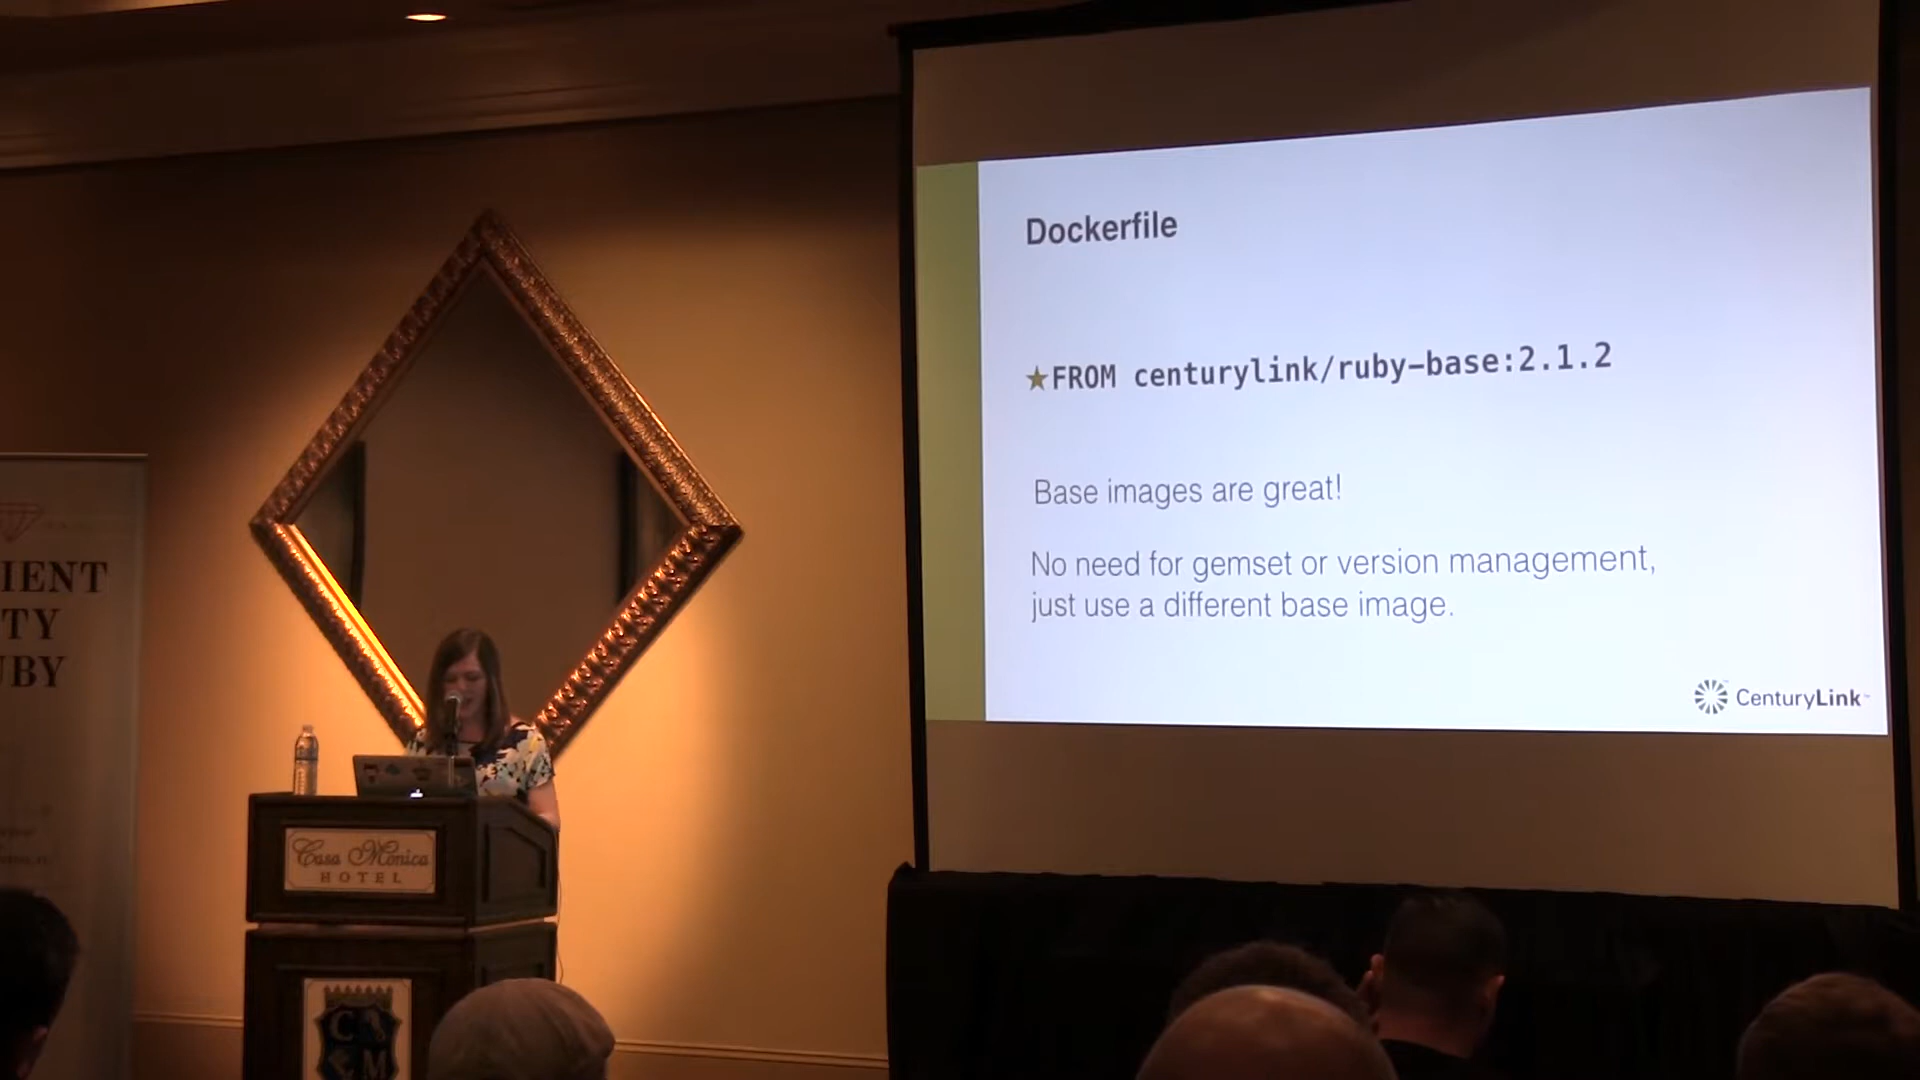 Dockerfile
★FROM centurylink/ruby-base:2.1.2
Base images are great!
No need for gemset or version management,
just use a different base image.
CenturyLink
IENT
TY
UBY
Casa Monica
HOTEL
C
M